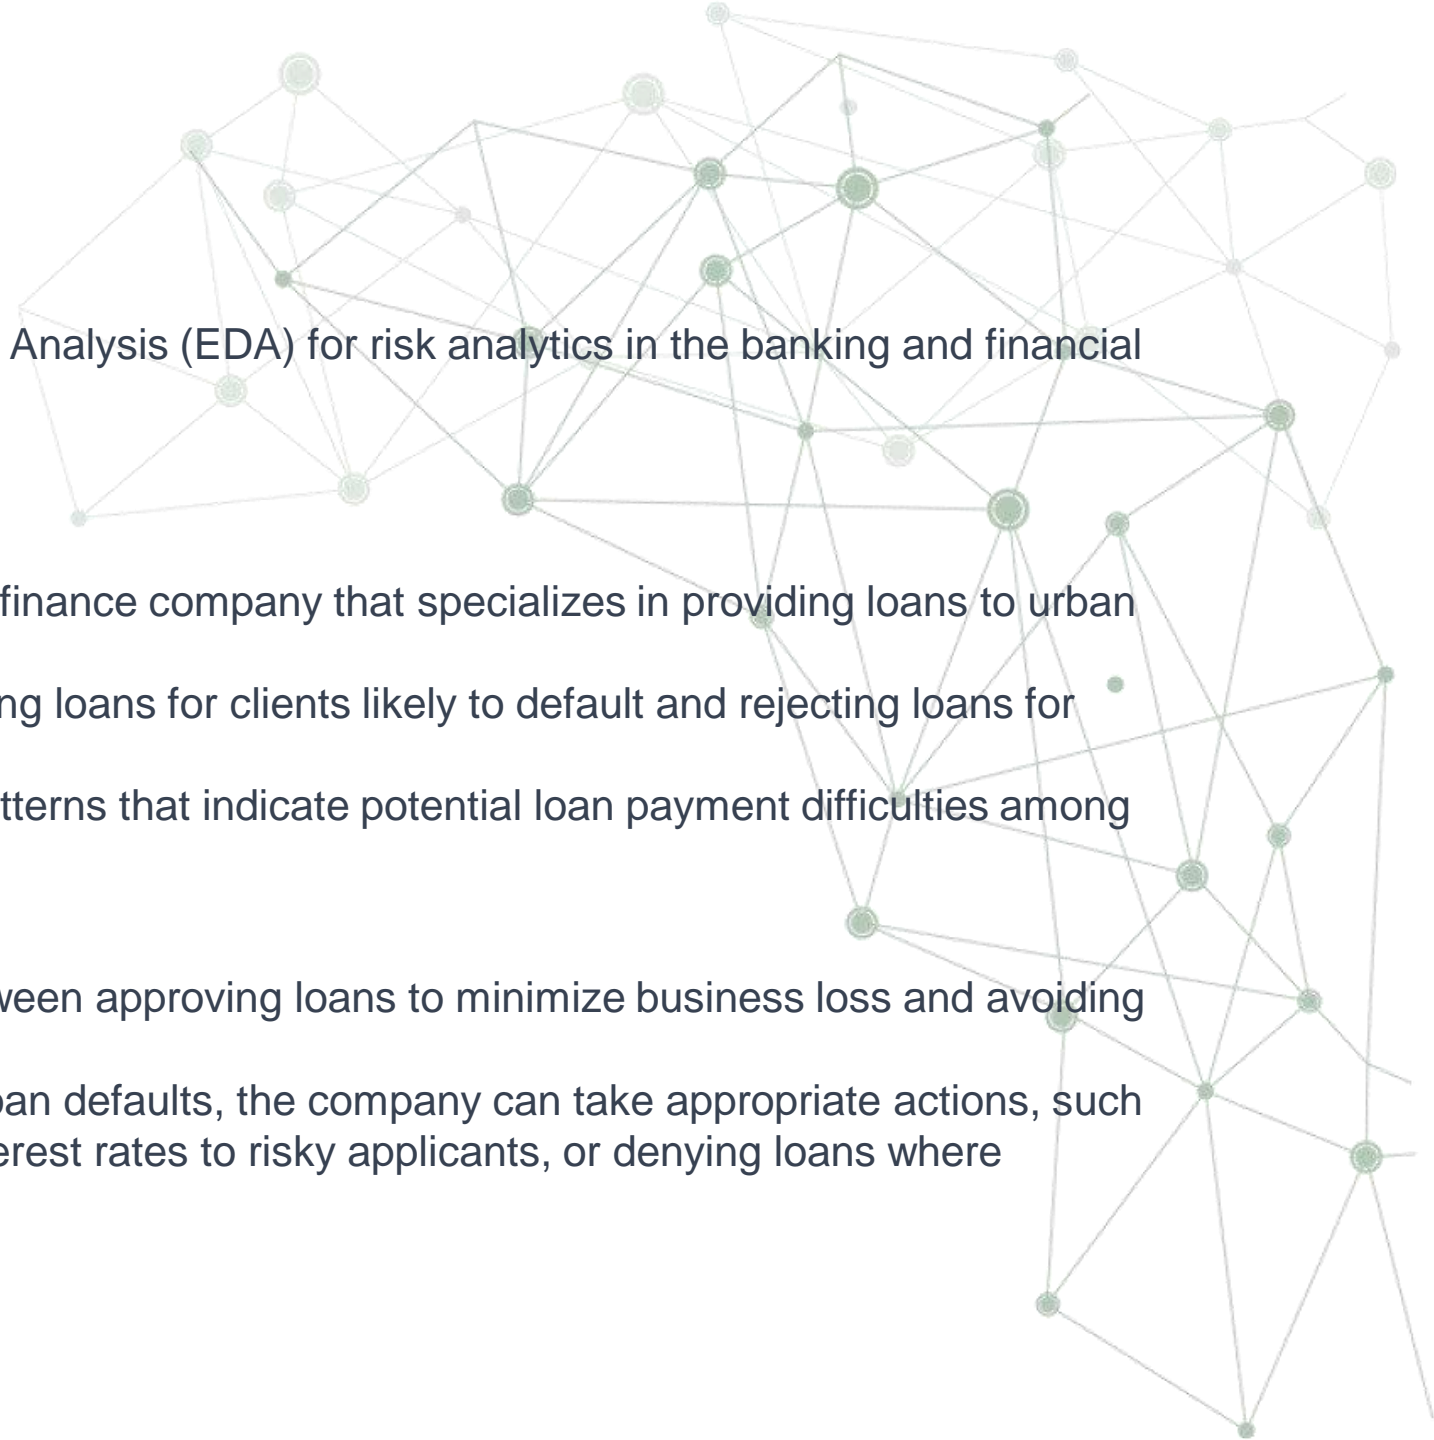 Analysis (EDA) for risk analytics in the banking and financial
finance company that specializes in providing loans to urban
ng loans for clients likely to default and rejecting loans for
tterns that indicate potential loan payment difficulties among
ween approving loans to minimize business loss and avoiding
oan defaults, the company can take appropriate actions, such
erest rates to risky applicants, or denying loans where